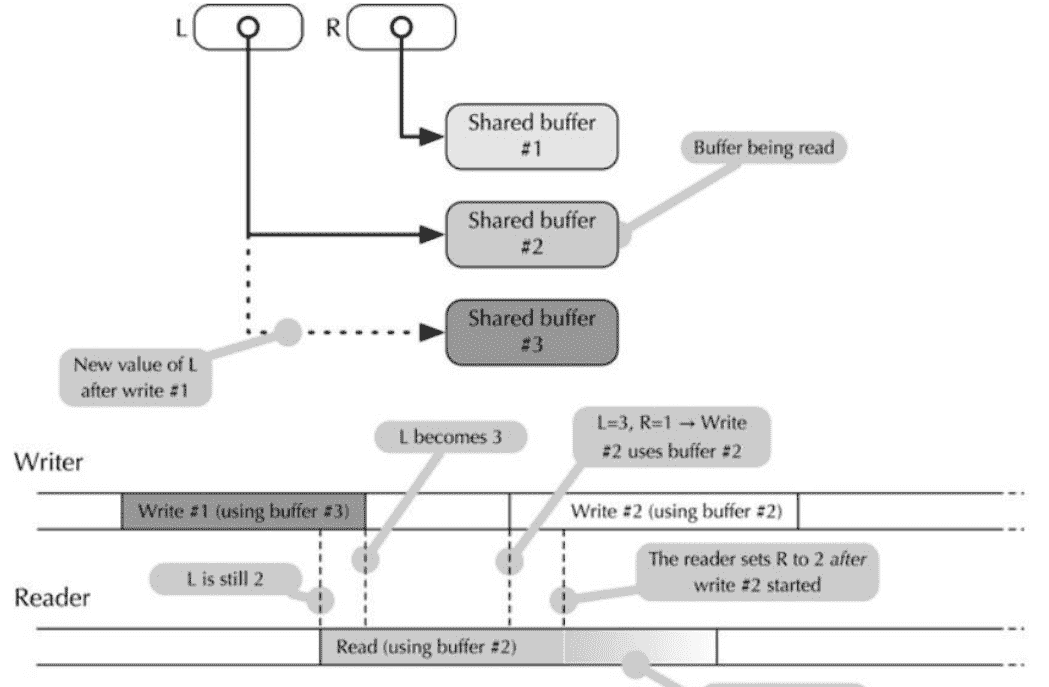 L
R
Shared buffer
#1
Buffer being read
Shared buffer
#2
Shared buffer
#3
New value of L
after write #1
L becomes 3
L=3, R=1 → Write
#2 uses buffer #2
Writer
Write #1 (using buffer #3)
Write #2 (using buffer #2)
L is still 2
The reader sets R to 2 after
write #2 started
Reader
Read (using buffer #2)